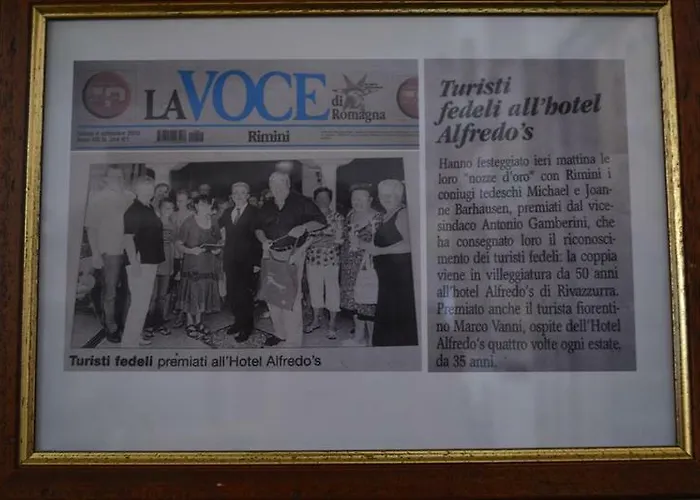 LA VOCE
di Romagna
Rimini
Turisti fedeli premiati all'Hotel Alfredo's
Turisti
fedeli all'hotel
Alfredo's
Hanno festeggiato ieri mattina le
loro "nozze d'oro" con Rimini i
coniugi tedeschi Michael e Joan-
ne Barhausen, premiati dal vice-
sindaco Antonio Gamberini, che
ha consegnato loro il riconosci-
mento dei turisti fedeli: la coppia
viene in villeggiatura da 50 anni
all'hotel Alfredo's di Rivazzurra.
Premiato anche il turista fiorenti-
no Marco Vanni, ospite dell'Hotel
Alfredo's quattro volte ogni estate,
da 35 anni.